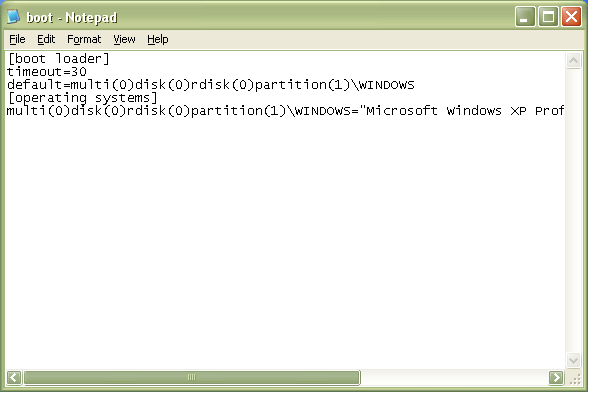 boot - Notepad
File Edit Format View Help
[boot loader]
timeout=30
default=multi(0)disk(0)rdisk(0)partition(1)\WINDOWS
[operating systems]
multi(0)disk(0)rdisk(0)partition(1)\WINDOWS="Microsoft Windows XP Prof